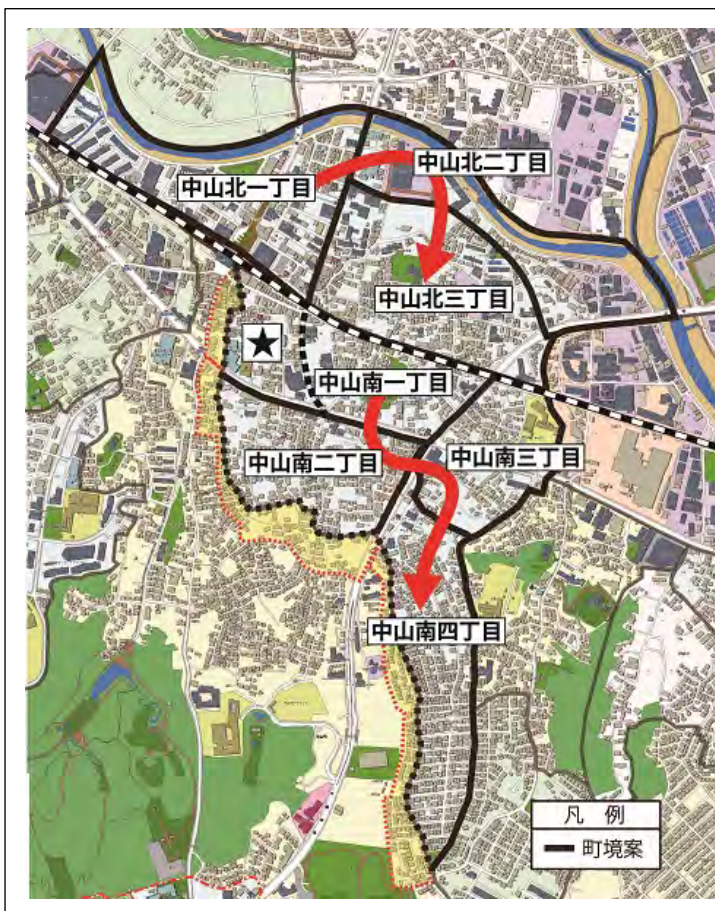 中山北二丁目
中山北一丁目
中山北三丁目
★
中山南一丁目
中山南二丁目
中山南三丁目
中山南四丁目
凡 例
町境案